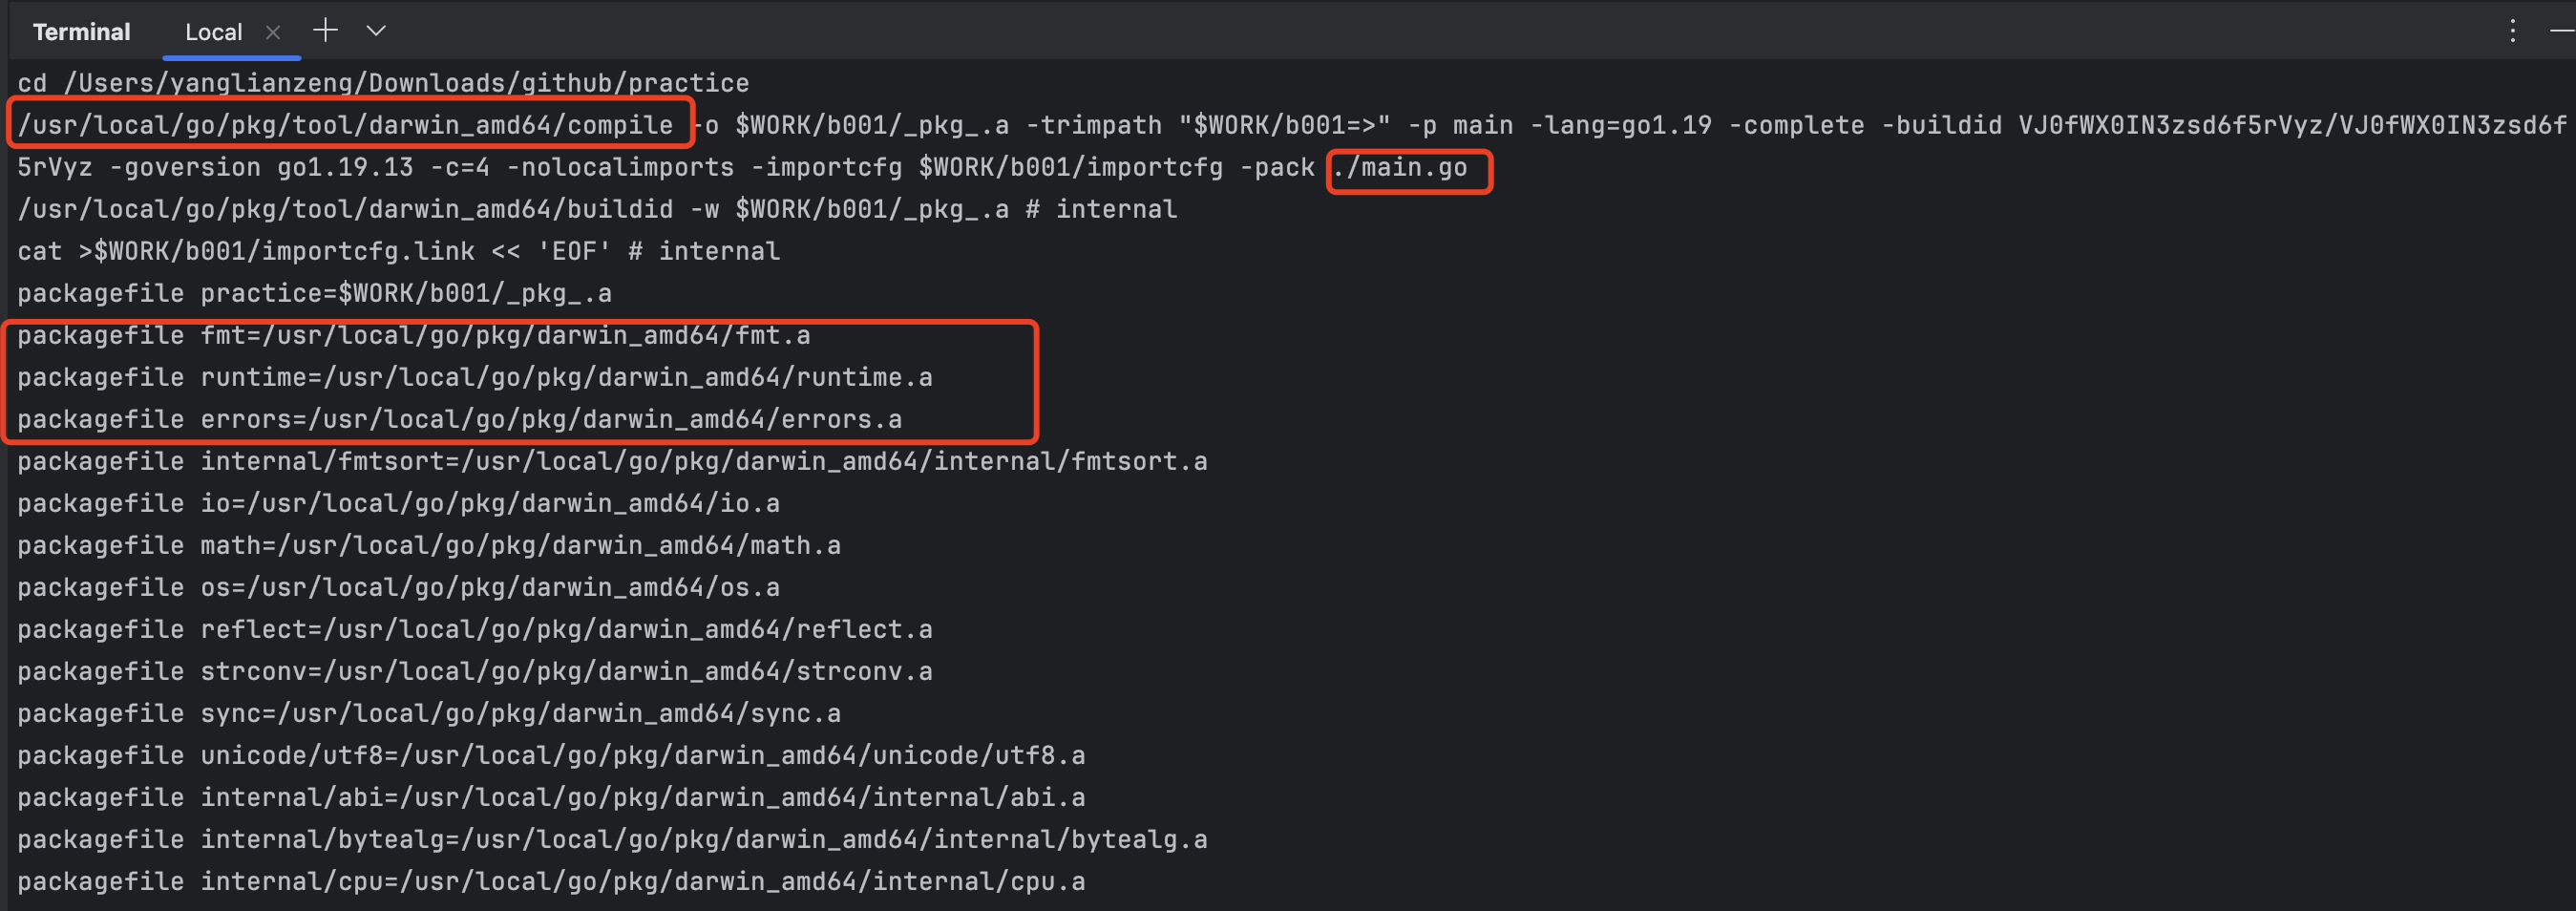 Terminal Local
cd /Users/yanglianzeng/Downloads/github/practice
/usr/local/go/pkg/tool/darwin_amd64/compile -o $WORK/b001/_pkg_.a -trimpath "$WORK/b001=>" -p main -lang=go1.19 -complete -buildid VJ0fWX0IN3zsd6f5rVyz/VJ0fWX0IN3zsd6f
5rVyz -goversion go1.19.13 -c=4 -nolocalimports -importcfg $WORK/b001/importcfg -pack ./main.go
/usr/local/go/pkg/tool/darwin_amd64/buildid -w $WORK/b001/_pkg_.a # internal
cat >$WORK/b001/importcfg.link << 'EOF' # internal
packagefile practice=$WORK/b001/_pkg_.a
packagefile fmt=/usr/local/go/pkg/darwin_amd64/fmt.a
packagefile runtime=/usr/local/go/pkg/darwin_amd64/runtime.a
packagefile errors=/usr/local/go/pkg/darwin_amd64/errors.a
packagefile internal/fmtsort=/usr/local/go/pkg/darwin_amd64/internal/fmtsort.a
packagefile io=/usr/local/go/pkg/darwin_amd64/io.a
packagefile math=/usr/local/go/pkg/darwin_amd64/math.a
packagefile os=/usr/local/go/pkg/darwin_amd64/os.a
packagefile reflect=/usr/local/go/pkg/darwin_amd64/reflect.a
packagefile strconv=/usr/local/go/pkg/darwin_amd64/strconv.a
packagefile sync=/usr/local/go/pkg/darwin_amd64/sync.a
packagefile unicode/utf8=/usr/local/go/pkg/darwin_amd64/unicode/utf8.a
packagefile internal/abi=/usr/local/go/pkg/darwin_amd64/internal/abi.a
packagefile internal/bytealg=/usr/local/go/pkg/darwin_amd64/internal/bytealg.a
packagefile internal/cpu=/usr/local/go/pkg/darwin_amd64/internal/cpu.a